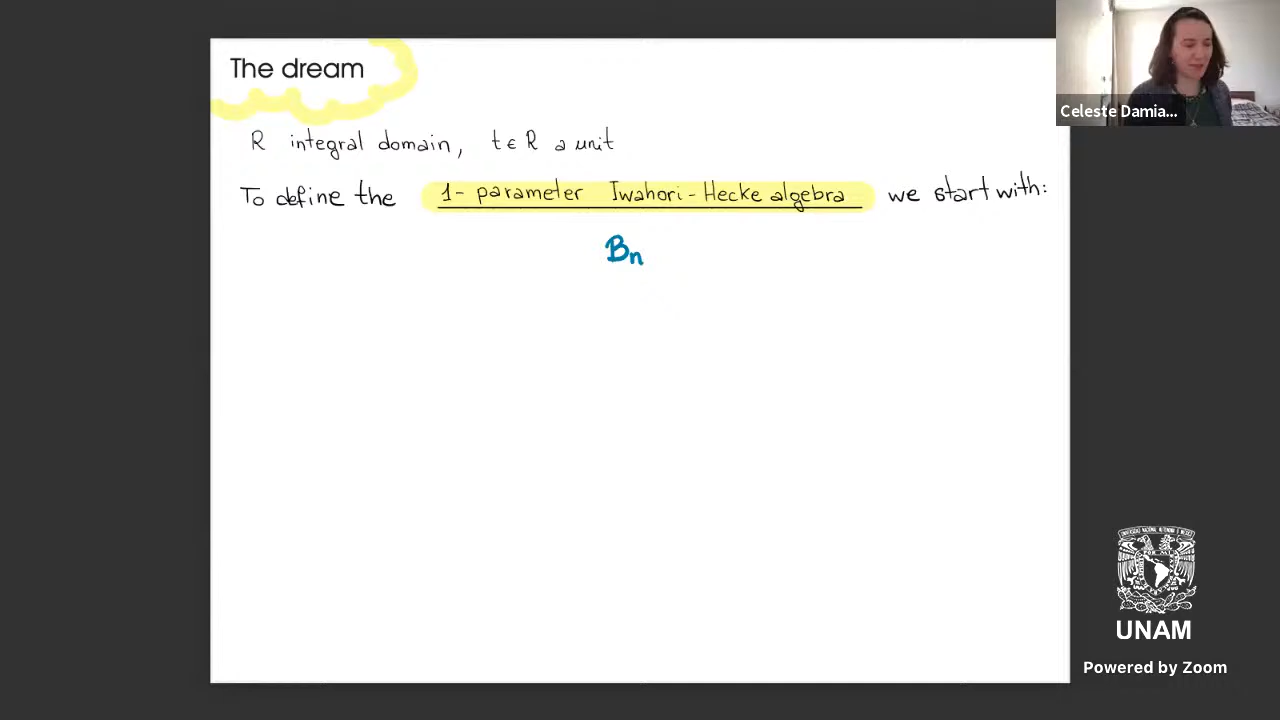 The dream
R integral domain, t ∈ R a unit
To define the 1-parameter Iwahori-Hecke algebra we start with:
Bn
Celeste Damia...
UNAM
Powered by Zoom